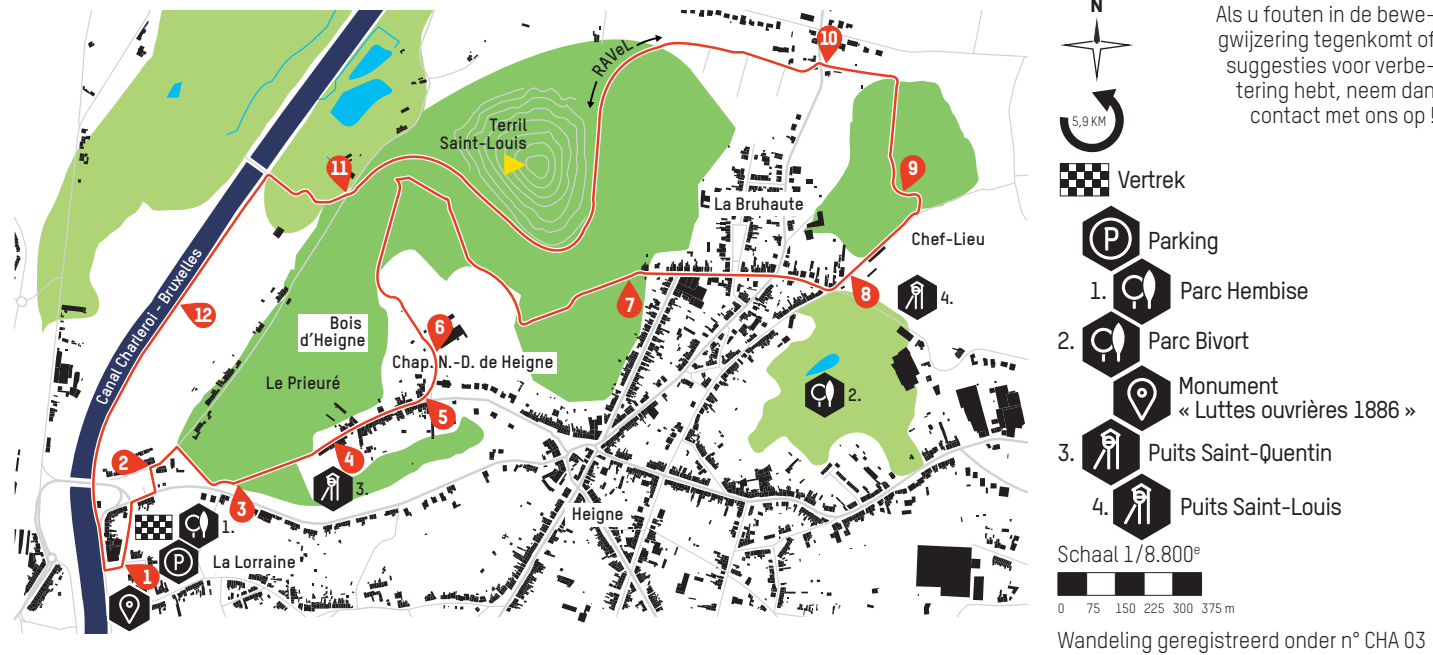 RAVeL
10
Terril
Saint-Louis
11
9
La Bruhaute
Chef-Lieu
8
4.
7
12
Canal Charleroi - Bruxelles
Bois
d'Heigne
6
Chap. N.-D. de Heigne
Le Prieuré
5
2.
2
4
3.
3
Heigne
1.
P
La Lorraine
1
N
Als u fouten in de bewe-
gwijzering tegenkomt of
suggesties voor verbe-
tering hebt, neem dan
contact met ons op !
5,9 KM
Vertrek
P Parking
1. Parc Hembise
2. Parc Bivort
Monument
« Luttes ouvrières 1886 »
3. Puits Saint-Quentin
4. Puits Saint-Louis
Schaal 1/8.800e
0 75 150 225 300 375 m
Wandeling geregistreerd onder n° CHA 03